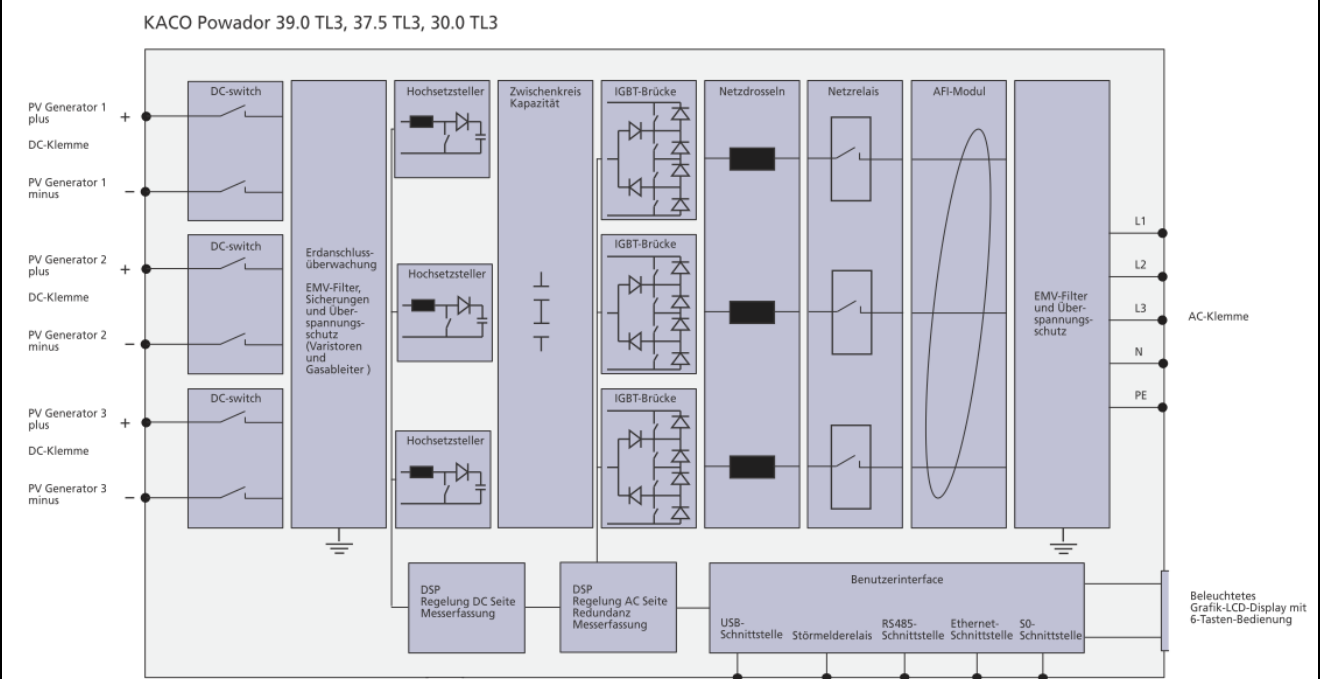 KACO Powador 39.0 TL3, 37.5 TL3, 30.0 TL3
PV Generator 1
plus
+
DC-Klemme
PV Generator 1
minus
–
PV Generator 2
plus
+
DC-Klemme
PV Generator 2
minus
–
PV Generator 3
plus
+
DC-Klemme
PV Generator 3
minus
–
DC-switch
DC-switch
DC-switch
Erdanschluss-
überwachung
EMV-Filter,
Sicherungen
und Über-
spannungs-
schutz
(Varistoren
und
Gasableiter )
Hochsetzsteller
Hochsetzsteller
Hochsetzsteller
Zwischenkreis
Kapazität
IGBT-Brücke
IGBT-Brücke
IGBT-Brücke
Netzdrosseln
Netzrelais
AFI-Modul
EMV-Filter
und Über-
spannungs-
schutz
L1
L2
L3
N
PE
AC-Klemme
DSP
Regelung DC Seite
Messerfassung
DSP
Regelung AC Seite
Redundanz
Messerfassung
Benutzerinterface
USB-
Schnittstelle
Störmelderelais
RS485-
Schnittstelle
Ethernet-
Schnittstelle
S0-
Schnittstelle
Beleuchtetes
Grafik-LCD-Display mit
6-Tasten-Bedienung